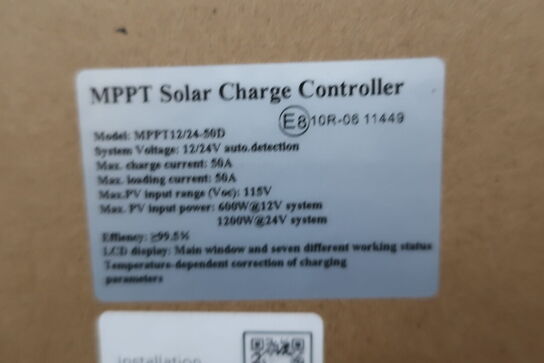 MPPT Solar Charge Controller
E8 10R-06 11449
Model: MPPT12/24-50D
System Voltage: 12/24V auto.detection
Max. charge current: 50A
Max. loading current: 50A
Max.PV input range (Voc): 115V
Max. PV input power: 600W@12V system
1200W@24V system
Effiency: ≥99.5%
LCD display: Main window and seven different working status
Temperature-dependent correction of charging
parameters
installation